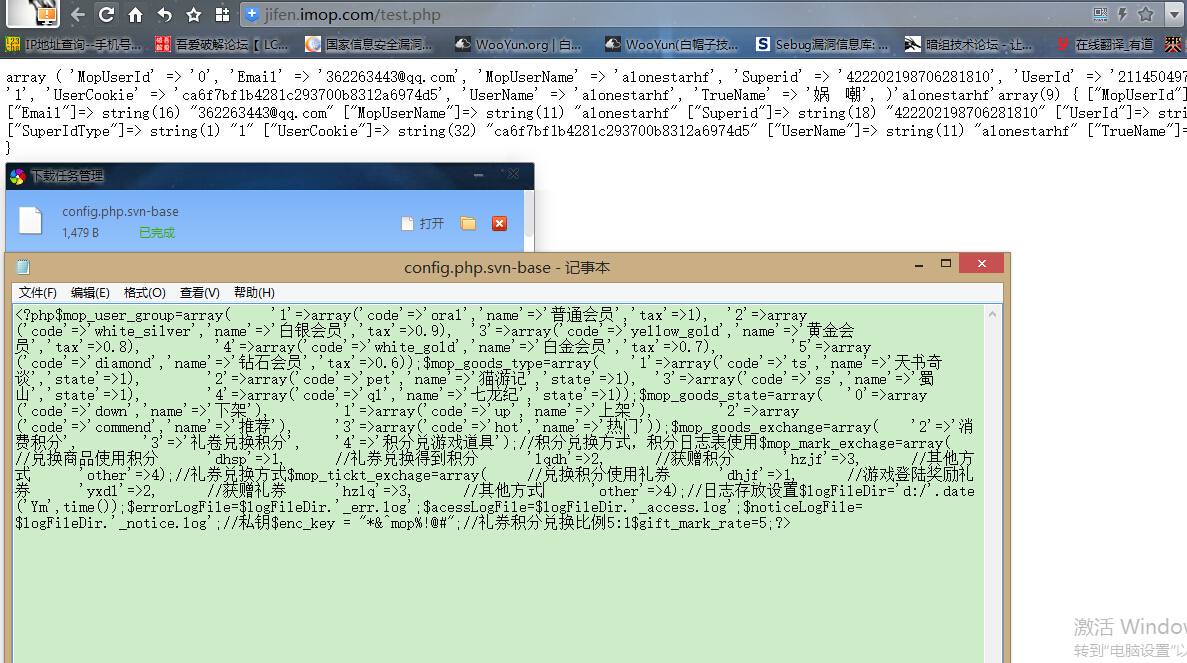 jifen.imop.com/test.php
IP地址查询--手机号... 吾爱破解论坛【 LC... 国家信息安全漏洞... WooYun.org | 白... WooYun(白帽子技... Sebug漏洞信息库: ... 暗组技术论坛 - 让... 在线翻译_有道
array ( 'MopUserId' => '0', 'Email' => '362263443@qq.com', 'MopUserName' => 'alonestarhf', 'Superid' => '422202198706281810', 'UserId' => '211450497
'1', 'UserCookie' => 'ca6f7bf1b4281c293700b8312a6974d5', 'UserName' => 'alonestarhf', 'TrueName' => '娲 嘲', )'alonestarhf'array(9) { ["MopUserId"]
["Email"]=> string(16) "362263443@qq.com" ["MopUserName"]=> string(11) "alonestarhf" ["Superid"]=> string(18) "422202198706281810" ["UserId"]=> string
["SuperIdType"]=> string(1) "1" ["UserCookie"]=> string(32) "ca6f7bf1b4281c293700b8312a6974d5" ["UserName"]=> string(11) "alonestarhf" ["TrueName"]=>
}
下载任务管理
config.php.svn-base
打开
1,479 B 已完成
config.php.svn-base - 记事本
文件(F) 编辑(E) 格式(O) 查看(V) 帮助(H)
<?php$mop_user_group=array( '1'=>array('code'=>'oral','name'=>'普通会员','tax'=>1), '2'=>array
('code'=>'white_silver','name'=>'白银会员','tax'=>0.9), '3'=>array('code'=>'yellow_gold','name'=>'黄金会
员','tax'=>0.8), '4'=>array('code'=>'white_gold','name'=>'白金会员','tax'=>0.7), '5'=>array
('code'=>'diamond','name'=>'钻石会员','tax'=>0.6));$mop_goods_type=array( '1'=>array('code'=>'ts','name'=>'天书奇
谈','state'=>1), '2'=>array('code'=>'pet','name'=>'猫游记','state'=>1), '3'=>array('code'=>'ss','name'=>'蜀
山','state'=>1), '4'=>array('code'=>'ql','name'=>'七龙纪','state'=>1));$mop_goods_state=array( '0'=>array
('code'=>'down','name'=>'下架'), '1'=>array('code'=>'up','name'=>'上架'), '2'=>array
('code'=>'commend','name'=>'推荐'), '3'=>array('code'=>'hot','name'=>'热门'));$mop_goods_exchange=array( '2'=>'消
费积分', '3'=>'礼卷兑换积分', '4'=>'积分兑游戏道具');//积分兑换方式，积分日志表使用$mop_mark_exchage=array(
//兑换商品使用积分 'dhsp'=>1, //礼券兑换得到积分 'lqdh'=>2, //获赠积分 'hzjf'=>3, //其他方
式 'other'=>4);//礼券兑换方式$mop_tickt_exchage=array( //兑换积分使用礼券 'dhjf'=>1, //游戏登陆奖励礼
券 'yxdl'=>2, //获赠礼券 'hzlq'=>3, //其他方式 'other'=>4);//日志存放设置$logFileDir='d:/'.date
('Ym',time());$errorLogFile=$logFileDir.'_err.log';$acessLogFile=$logFileDir.'_access.log';$noticeLogFile=
$logFileDir.'_notice.log';//私钥$enc_key = "*&^mop%!@#";//礼券积分兑换比例5:1$gift_mark_rate=5;?>
激活 Window
转到"电脑设置"以